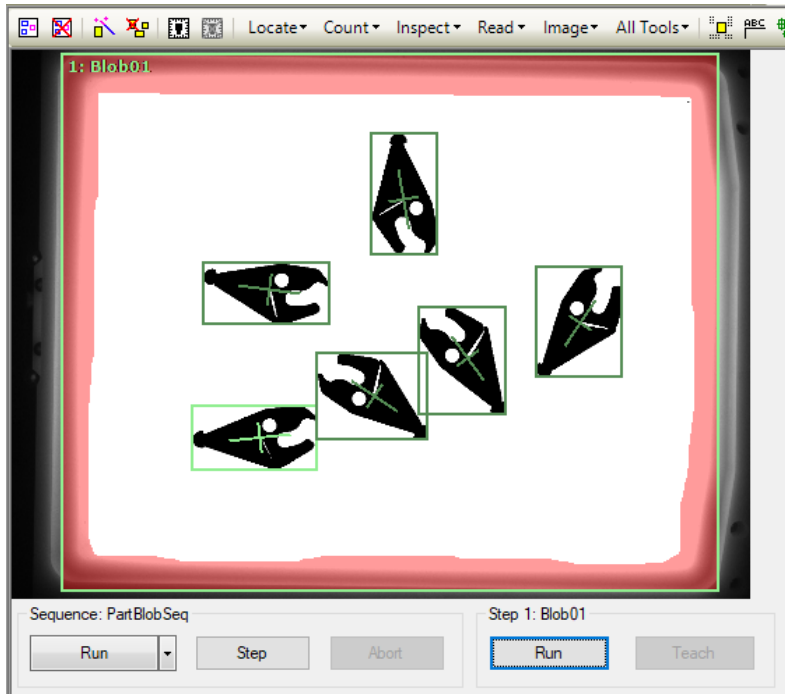 Locate Count Inspect Read Image All Tools ABC
1: Blob01
Sequence: PartBlobSeq
Step 1: Blob01
Run Step Abort Run Teach